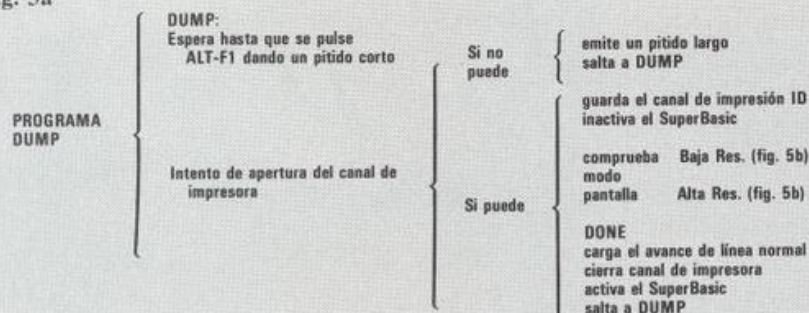 DUMP:
Espera hasta que se pulse
ALT-F1 dando un pitido corto
PROGRAMA
DUMP
Intento de apertura del canal de
impresora
Si no
puede
emite un pitido largo
salta a DUMP
Si puede
guarda el canal de impresión ID
inactiva el SuperBasic
comprueba Baja Res. (fig. 5b)
modo
pantalla Alta Res. (fig. 5b)
DONE
carga el avance de línea normal
cierra canal de impresora
activa el SuperBasic
salta a DUMP